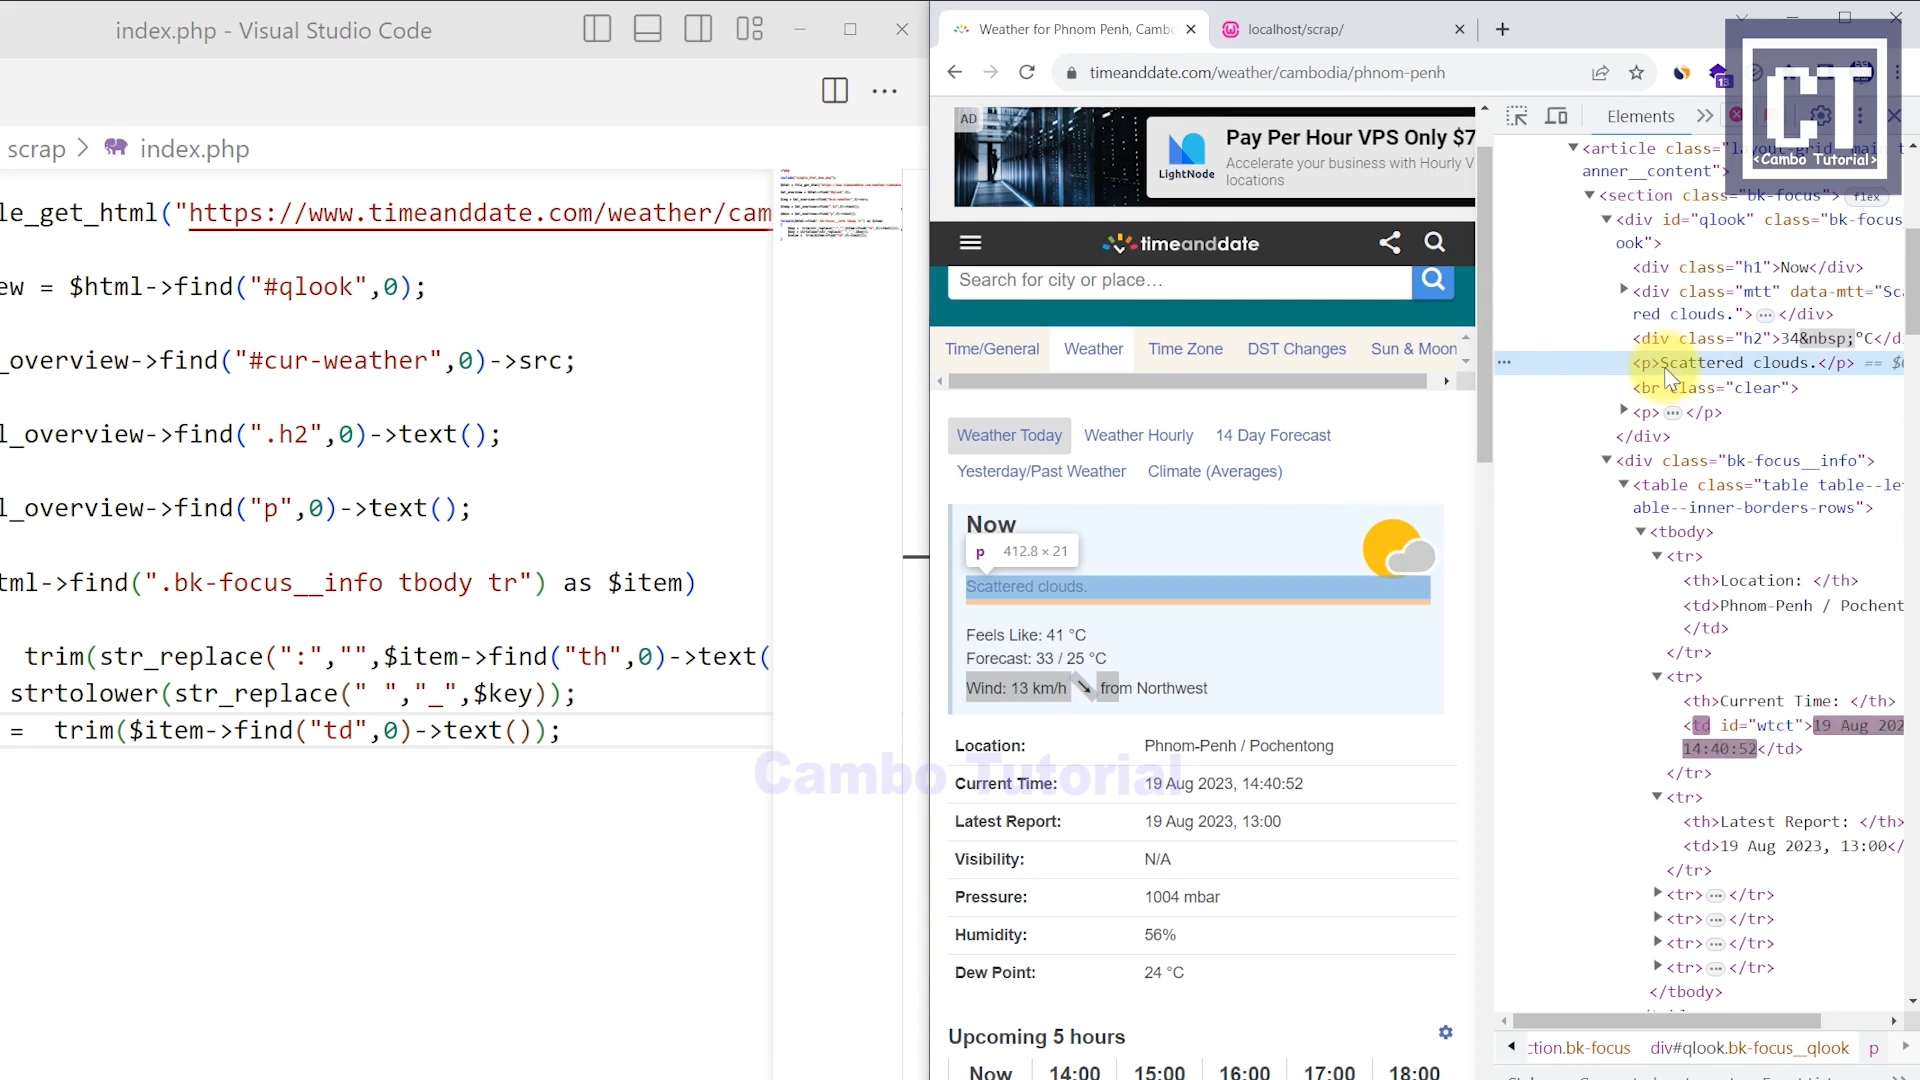 index.php - Visual Studio Code
scrap > index.php
le_get_html("https://www.timeanddate.com/weather/cam
ew = $html->find("#qlook",0);
_overview->find("#cur-weather",0)->src;
l_overview->find(".h2",0)->text();
l_overview->find("p",0)->text();
tml->find(".bk-focus__info tbody tr") as $item)
trim(str_replace(":","",$item->find("th",0)->text(
strtolower(str_replace(" ","_",$key));
= trim($item->find("td",0)->text());
Weather for Phnom Penh, Cambo
localhost/scrap/
timeanddate.com/weather/cambodia/phnom-penh
13
AD
LightNode
Pay Per Hour VPS Only $7
Accelerate your business with Hourly V
locations
timeanddate
Search for city or place…
Time/General
Weather
Time Zone
DST Changes
Sun & Moon
Weather Today
Weather Hourly
14 Day Forecast
Yesterday/Past Weather
Climate (Averages)
Now
p 412.8 × 21
Scattered clouds.
Feels Like: 41 °C
Forecast: 33 / 25 °C
Wind: 13 km/h from Northwest
Location: Phnom-Penh / Pochentong
Current Time: 19 Aug 2023, 14:40:52
Latest Report: 19 Aug 2023, 13:00
Visibility: N/A
Pressure: 1004 mbar
Humidity: 56%
Dew Point: 24 °C
Upcoming 5 hours
Now 14:00 15:00 16:00 17:00 18:00
Cambo Tutorial
CT
<Cambo Tutorial>
Elements
<article class="layout-grid__main t
anner__content">
<section class="bk-focus"> flex
<div id="qlook" class="bk-focus
ook">
<div class="h1">Now</div>
<div class="mtt" data-mtt="Sca
red clouds."> … </div>
<div class="h2">34&nbsp;°C</di
<p>Scattered clouds.</p> == $
<br class="clear">
<p> … </p>
</div>
<div class="bk-focus__info">
<table class="table table--le
able--inner-borders-rows">
<tbody>
<tr>
<th>Location: </th>
<td>Phnom-Penh / Pochent
</td>
</tr>
<tr>
<th>Current Time: </th>
<td id="wtct">19 Aug 202
14:40:52</td>
</tr>
<tr>
<th>Latest Report: </th>
<td>19 Aug 2023, 13:00</
</tr>
<tr> … </tr>
<tr> … </tr>
<tr> … </tr>
<tr> … </tr>
</tbody>
ction.bk-focus div#qlook.bk-focus__qlook p